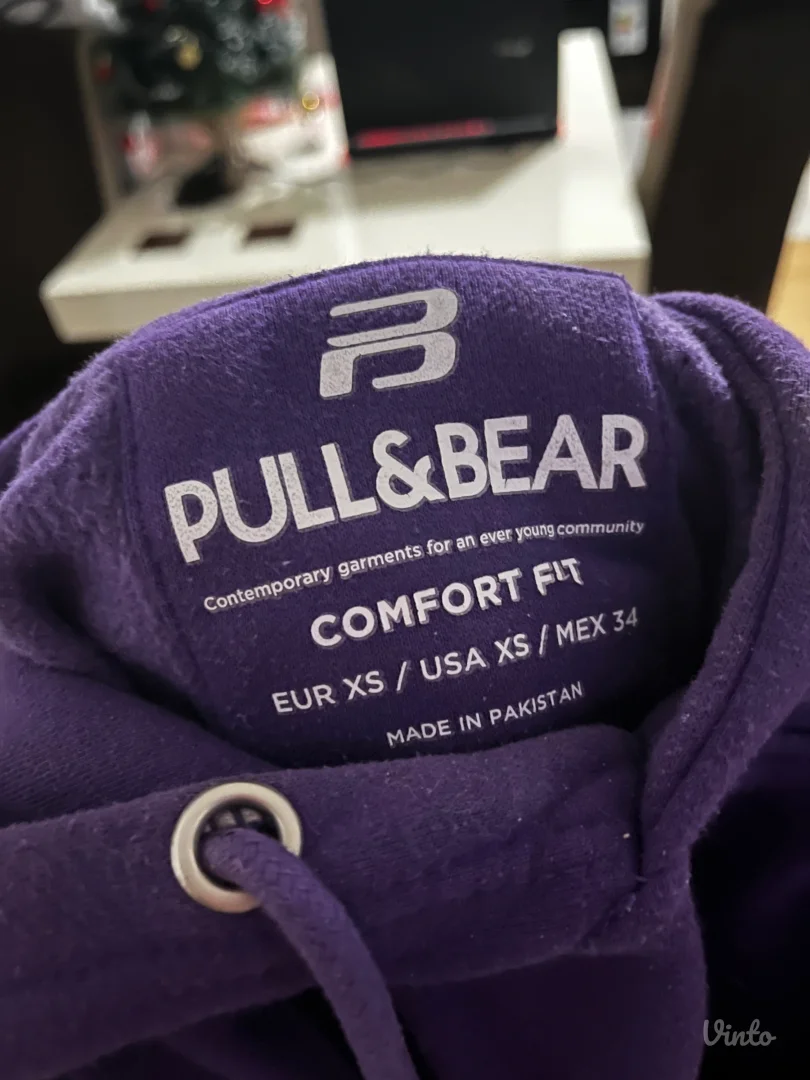 PULL&BEAR
Contemporary garments for an ever young community
COMFORT FIT
EUR XS / USA XS / MEX 34
MADE IN PAKISTAN
Vinto